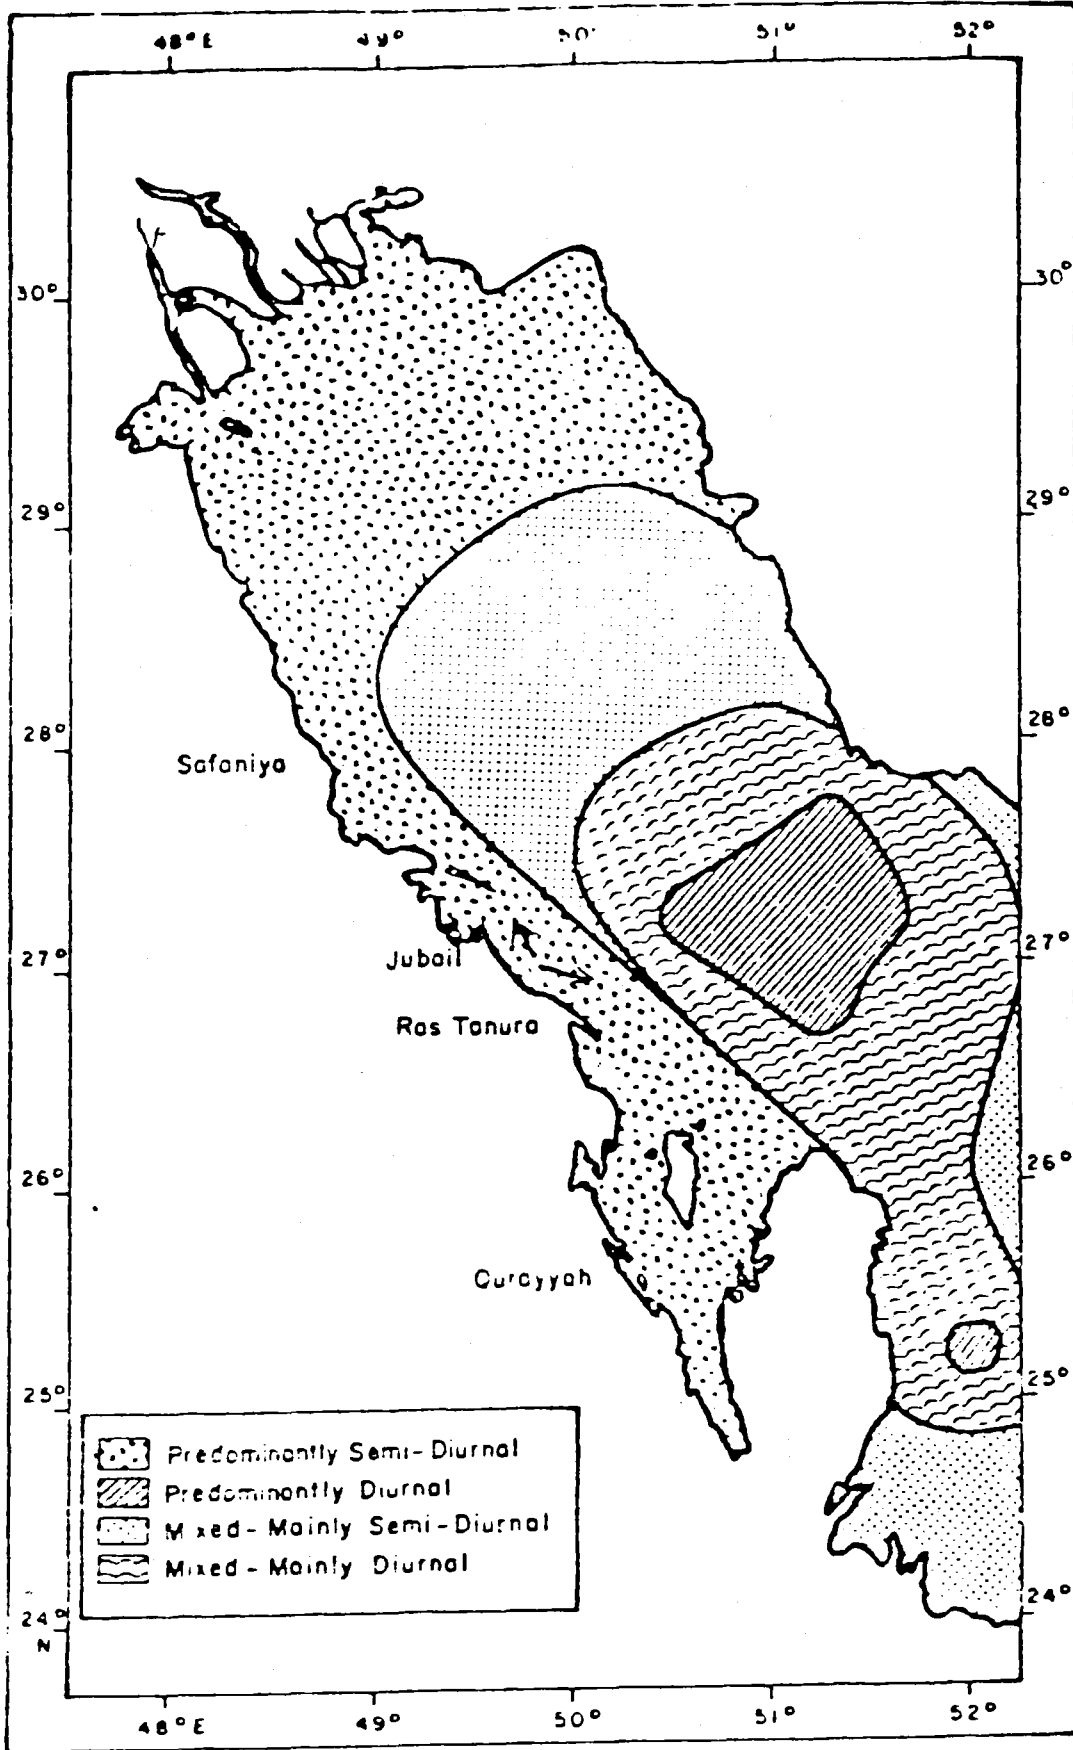 48°E 49° 50° 51° 52°
30° 30°
29° 29°
28° 28°
Safaniya
27° 27°
Jubail
Ras Tanura
26° 26°
Qurayyah
25° 25°
Predominantly Semi-Diurnal
Predominantly Diurnal
Mixed-Mainly Semi-Diurnal
Mixed-Mainly Diurnal
24° 24°
N
48°E 49° 50° 51° 52°